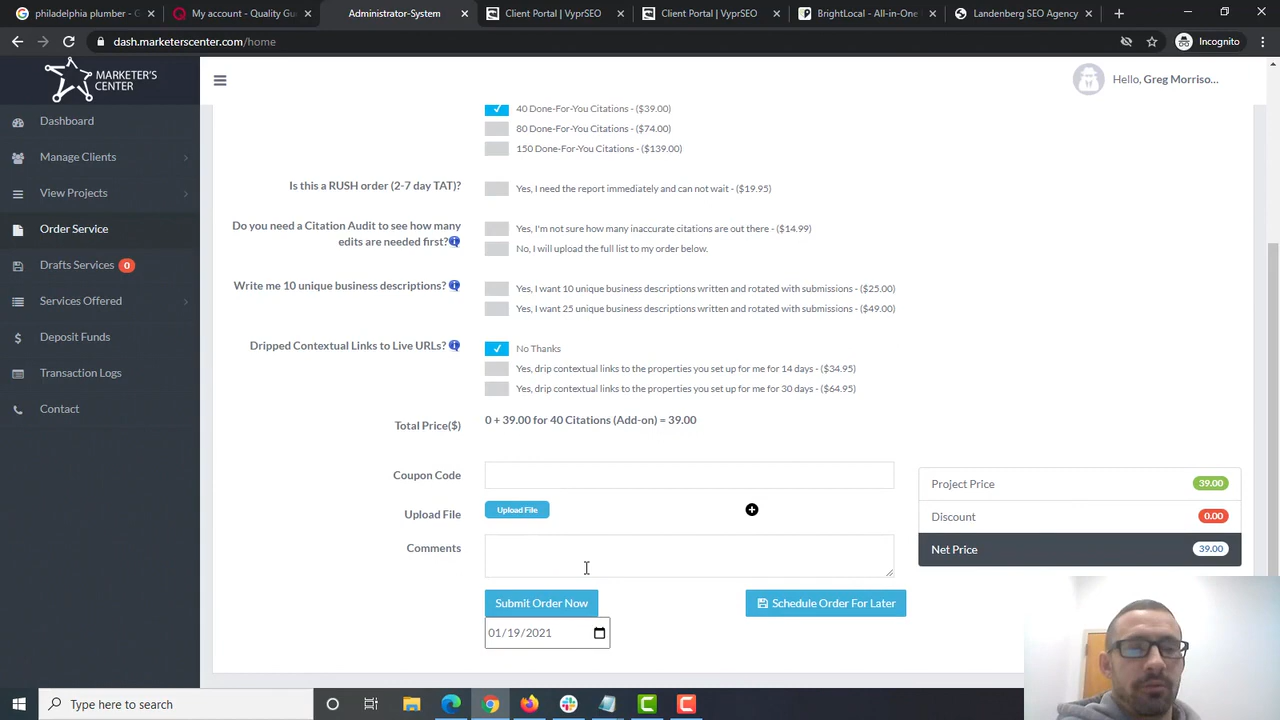 philadelphia plumber - G
My account - Quality Gu
Administrator-System
Client Portal | VyprSEO
Client Portal | VyprSEO
BrightLocal - All-in-One
Landenberg SEO Agency
dash.marketerscenter.com/home
Incognito
MARKETER'S
CENTER
Hello, Greg Morriso...
Dashboard
Manage Clients
View Projects
Order Service
Drafts Services 0
Services Offered
Deposit Funds
Transaction Logs
Contact
40 Done-For-You Citations - ($39.00)
80 Done-For-You Citations - ($74.00)
150 Done-For-You Citations - ($139.00)
Is this a RUSH order (2-7 day TAT)?
Yes, I need the report immediately and can not wait - ($19.95)
Do you need a Citation Audit to see how many
edits are needed first?
Yes, I'm not sure how many inaccurate citations are out there - ($14.99)
No, I will upload the full list to my order below.
Write me 10 unique business descriptions?
Yes, I want 10 unique business descriptions written and rotated with submissions - ($25.00)
Yes, I want 25 unique business descriptions written and rotated with submissions - ($49.00)
Dripped Contextual Links to Live URLs?
No Thanks
Yes, drip contextual links to the properties you set up for me for 14 days - ($34.95)
Yes, drip contextual links to the properties you set up for me for 30 days - ($64.95)
Total Price($)
0 + 39.00 for 40 Citations (Add-on) = 39.00
Coupon Code
Upload File
Upload File
Comments
Submit Order Now
Schedule Order For Later
01/19/2021
Project Price 39.00
Discount 0.00
Net Price 39.00
Type here to search